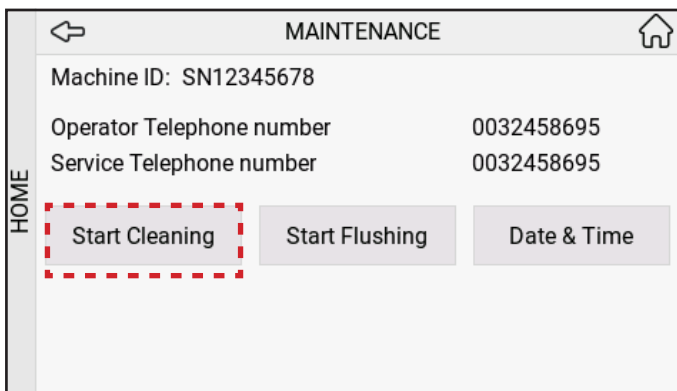 MAINTENANCE
Machine ID: SN12345678
Operator Telephone number 0032458695
Service Telephone number 0032458695
HOME
Start Cleaning Start Flushing Date & Time